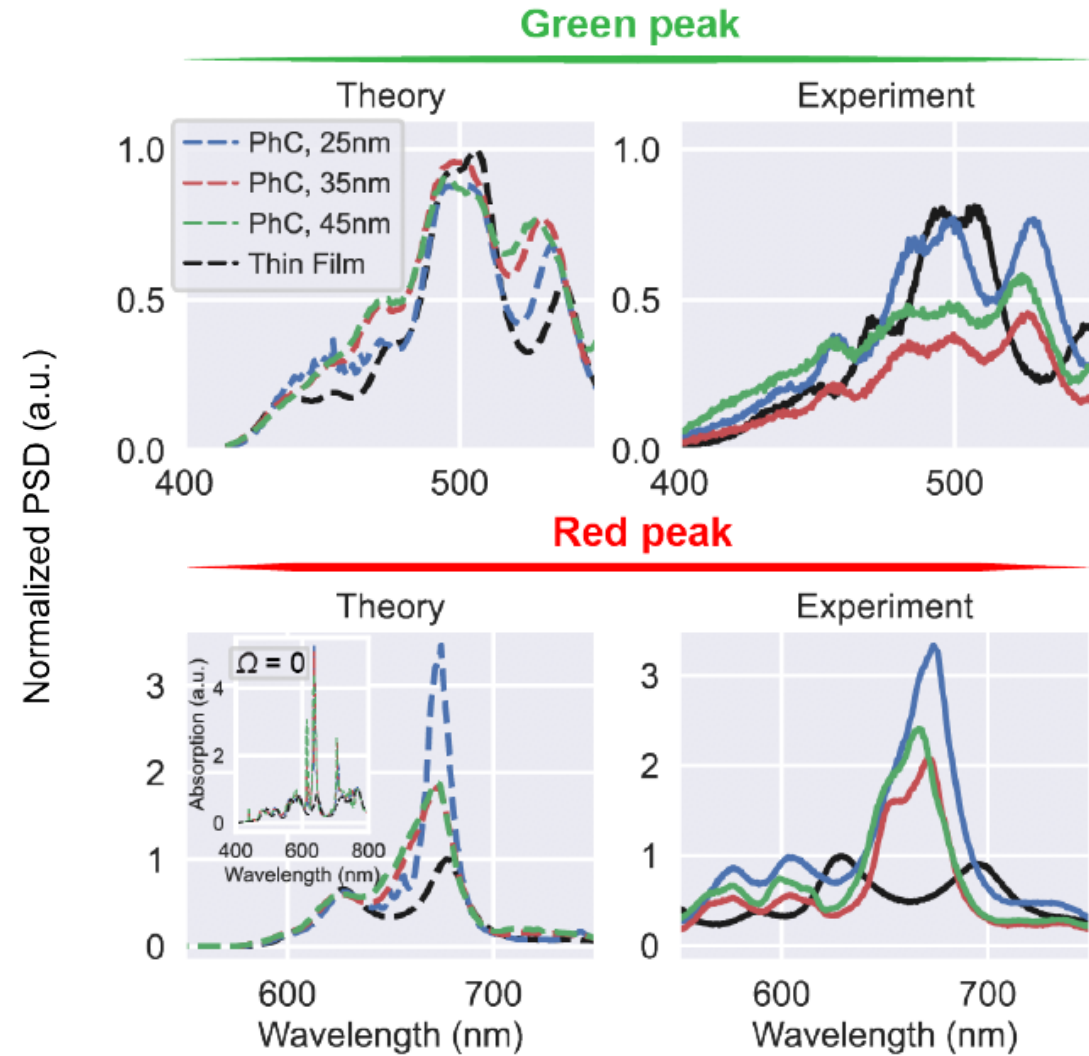 Green peak
Theory
Experiment
PhC, 25nm
PhC, 35nm
PhC, 45nm
Thin Film
1.0
0.5
0.0
400
500
1.0
0.5
0.0
400
500
Normalized PSD (a.u.)
Red peak
Theory
Experiment
Ω = 0
Absorption (a.u.)
4
2
0
400 600 800
Wavelength (nm)
3
2
1
0
600
700
Wavelength (nm)
3
2
1
0
600
700
Wavelength (nm)